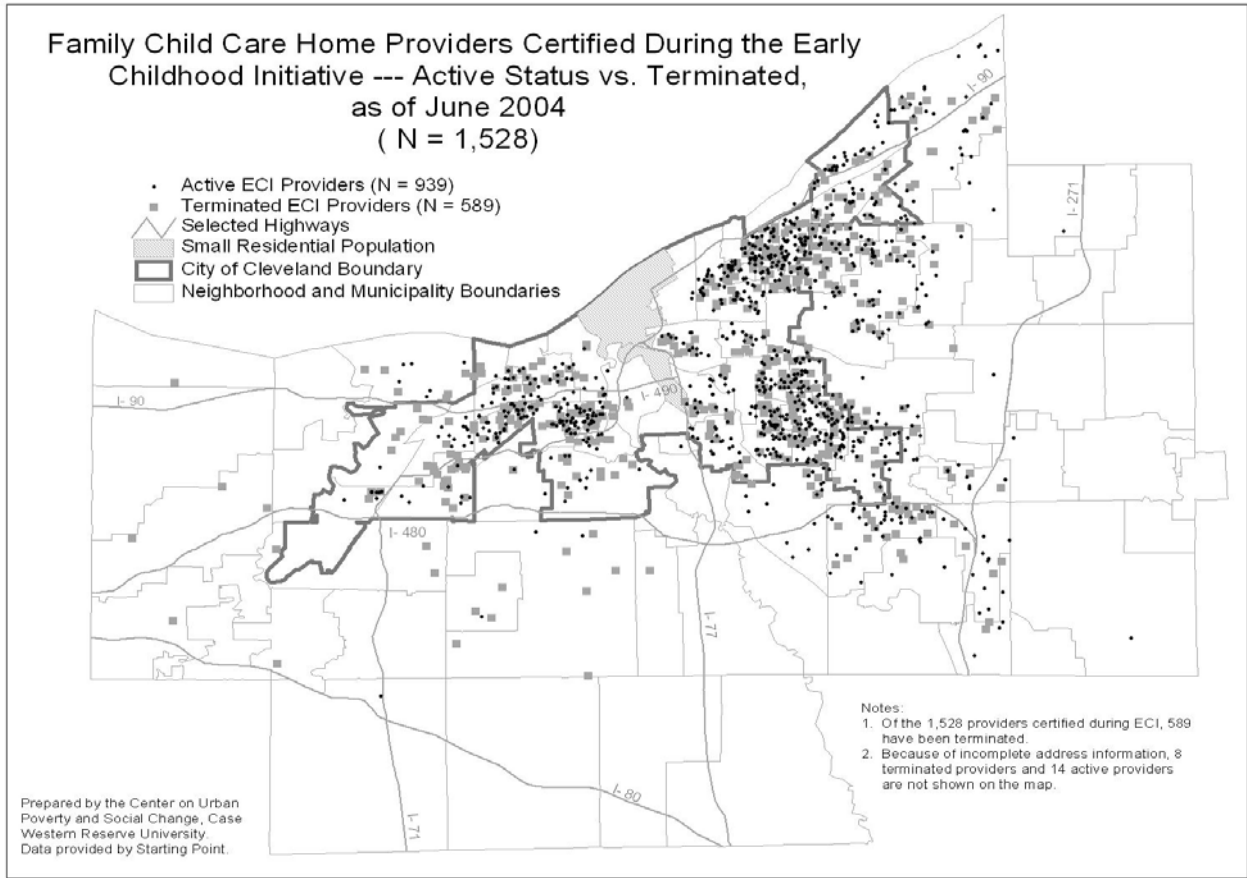 Family Child Care Home Providers Certified During the Early
Childhood Initiative --- Active Status vs. Terminated,
as of June 2004
( N = 1,528)
Active ECI Providers (N = 939)
Terminated ECI Providers (N = 589)
Selected Highways
Small Residential Population
City of Cleveland Boundary
Neighborhood and Municipality Boundaries
I- 90
I- 271
I- 90
I- 490
I- 480
I- 77
I- 80
I- 71
Notes:
1. Of the 1,528 providers certified during ECI, 589
have been terminated.
2. Because of incomplete address information, 8
terminated providers and 14 active providers
are not shown on the map.
Prepared by the Center on Urban
Poverty and Social Change, Case
Western Reserve University.
Data provided by Starting Point.